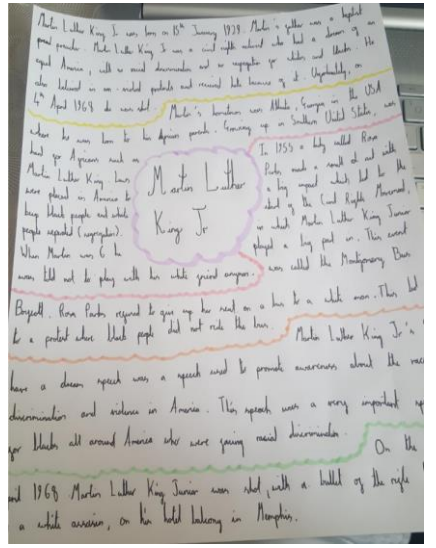 Martin Luther King Jr was born on 15th January 1929. Martin's father was a baptist
preacher. Martin Luther King Jr was a civil rights activist who had a dream of an
equal America, with no racial discrimination and no segregation for whites and blacks. He
also believed in non-violent protests and received hate because of it. Unfortunately, on
4th April 1968 he was shot.
Martin's hometown was Atlanta, Georgia in the USA
where he was born to his African parents. Growing up in Southern United States, was
hard for Africans such as
Martin Luther King. Laws
were placed in America to
keep black people and white
people separated (segregation).
When Martin was 6 he
was told not to play with his white friend anymore.
Martin Luther
King Jr
In 1955 a lady called Rosa
Parks made a small act with
a big impact which led to the
start of the Civil Rights Movement,
in which Martin Luther King Junior
played a big part in. This event
was called the Montgomery Bus
Boycott. Rosa Parks refused to give up her seat on a bus to a white man. This led
to a protest where black people did not ride the bus.
Martin Luther King Jr's I
have a dream speech was a speech used to promote awareness about the
discrimination and violence in America. This speech was a very important
for blacks all around America who were facing racial discrimination.
On the
1968 Martin Luther King Junior was shot, with a bullet of the rifle
a white assassin, on his hotel balcony in Memphis.